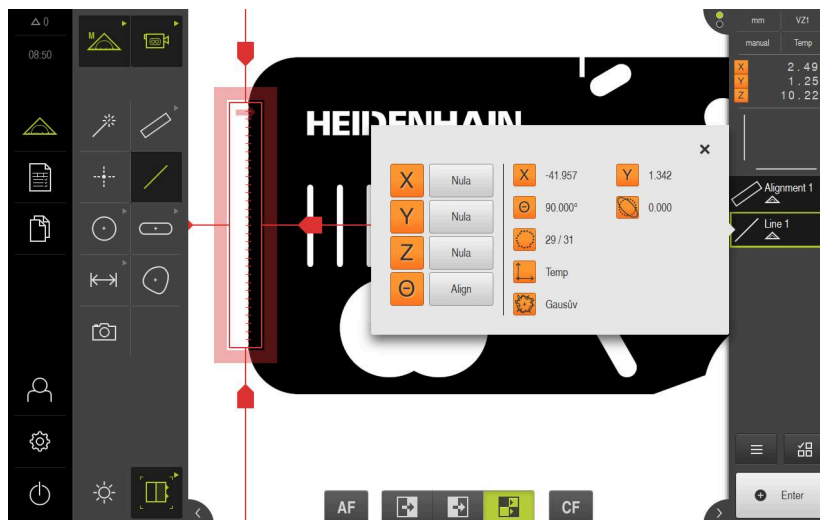 0
08:50
M
mm VZ1
manual Temp
X 2.49
Y 1.25
Z 10.22
HEIDENHAIN
X Nula
Y Nula
Z Nula
Θ Align
X -41.957
Y 1.342
Θ 90.000°
0.000
29 / 31
Temp
Gausův
Alignment 1
Line 1
AF
CF
Enter